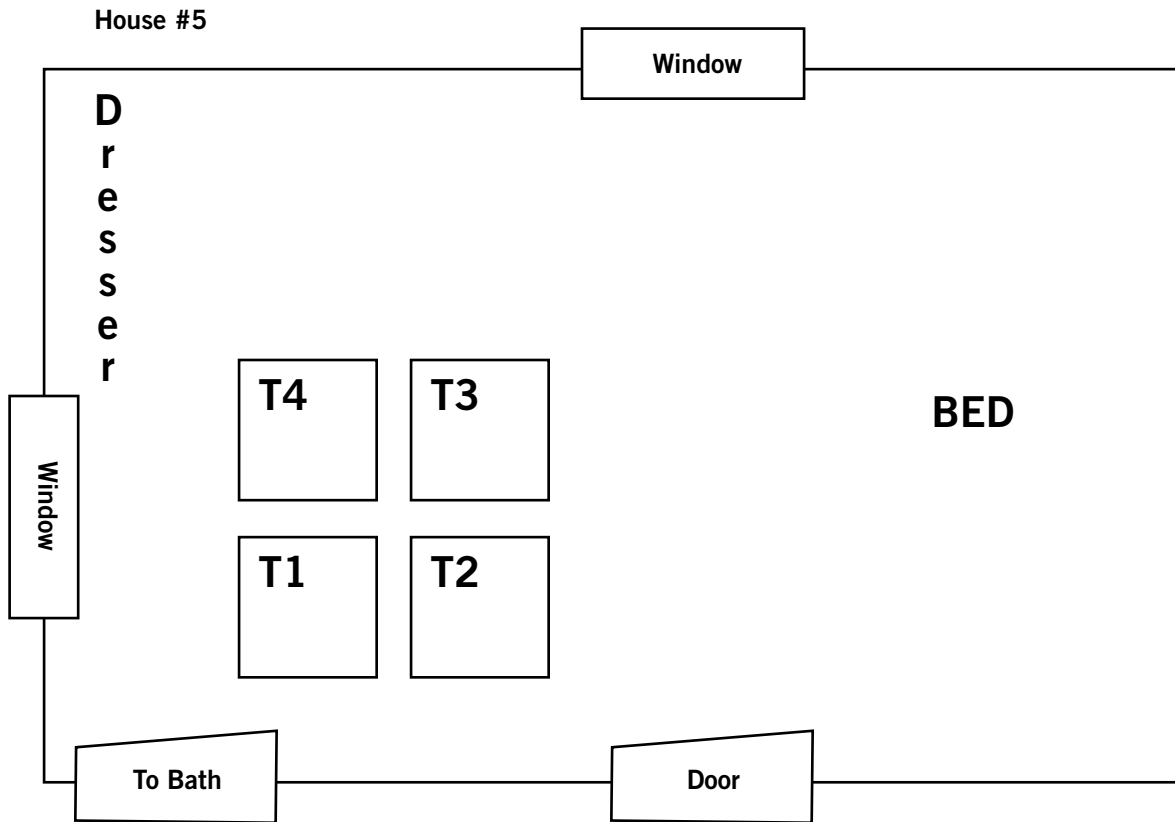 House #5
Window
Dresser
T4
T3
BED
Window
T1
T2
To Bath
Door